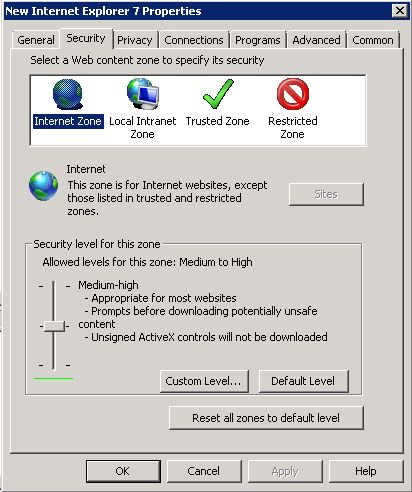 New Internet Explorer 7 Properties
General Security Privacy Connections Programs Advanced Common
Select a Web content zone to specify its security
Internet Zone Local Intranet Zone Trusted Zone Restricted Zone
Internet
This zone is for Internet websites, except
those listed in trusted and restricted
zones.
Sites
Security level for this zone
Allowed levels for this zone: Medium to High
Medium-high
- Appropriate for most websites
- Prompts before downloading potentially unsafe
content
- Unsigned ActiveX controls will not be downloaded
Custom Level... Default Level
Reset all zones to default level
OK Cancel Apply Help